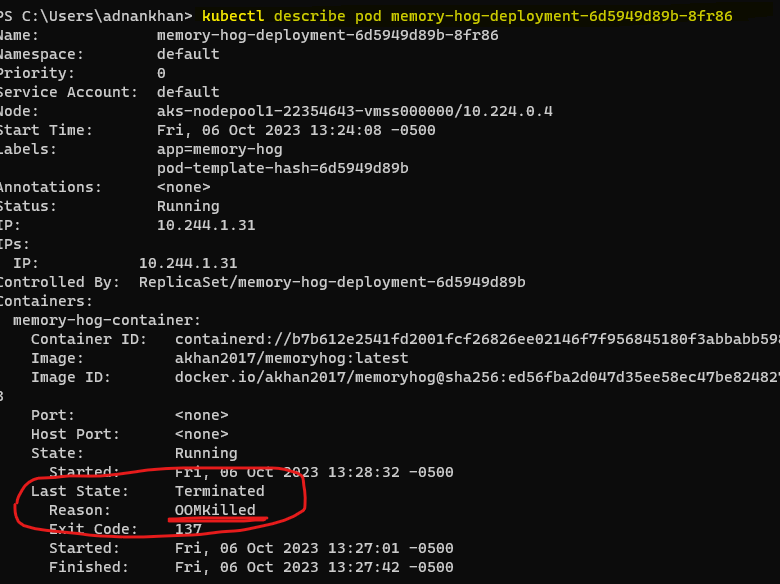 PS C:\Users\adnankhan> kubectl describe pod memory-hog-deployment-6d5949d89b-8fr86
Name: memory-hog-deployment-6d5949d89b-8fr86
Namespace: default
Priority: 0
Service Account: default
Node: aks-nodepool1-22354643-vmss000000/10.224.0.4
Start Time: Fri, 06 Oct 2023 13:24:08 -0500
Labels: app=memory-hog
pod-template-hash=6d5949d89b
Annotations: <none>
Status: Running
IP: 10.244.1.31
IPs:
IP: 10.244.1.31
Controlled By: ReplicaSet/memory-hog-deployment-6d5949d89b
Containers:
memory-hog-container:
Container ID: containerd://b7b612e2541fd2001fcf26826ee02146f7f956845180f3abbabb598
Image: akhan2017/memoryhog:latest
Image ID: docker.io/akhan2017/memoryhog@sha256:ed56fba2d047d35ee58ec47be82482
3
Port: <none>
Host Port: <none>
State: Running
Started: Fri, 06 Oct 2023 13:28:32 -0500
Last State: Terminated
Reason: OOMKilled
Exit Code: 137
Started: Fri, 06 Oct 2023 13:27:01 -0500
Finished: Fri, 06 Oct 2023 13:27:42 -0500